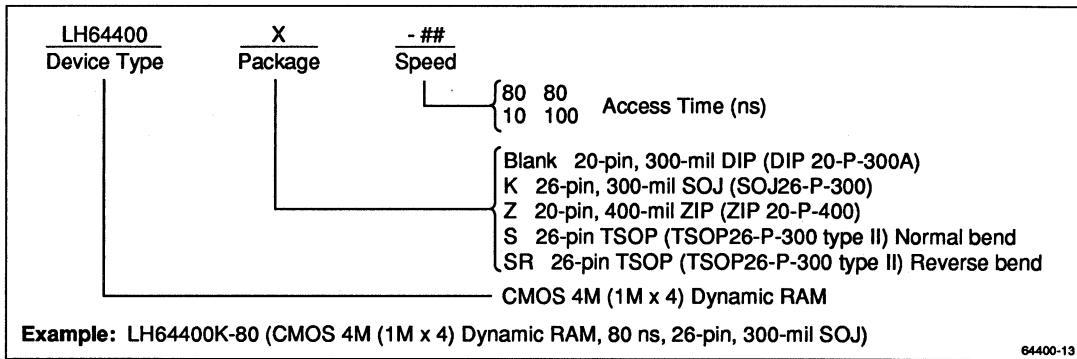 LH64400 X - ##
Device Type Package Speed
80 80
10 100
Access Time (ns)
Blank 20-pin, 300-mil DIP (DIP 20-P-300A)
K 26-pin, 300-mil SOJ (SOJ26-P-300)
Z 20-pin, 400-mil ZIP (ZIP 20-P-400)
S 26-pin TSOP (TSOP26-P-300 type II) Normal bend
SR 26-pin TSOP (TSOP26-P-300 type II) Reverse bend
CMOS 4M (1M x 4) Dynamic RAM
Example: LH64400K-80 (CMOS 4M (1M x 4) Dynamic RAM, 80 ns, 26-pin, 300-mil SOJ)
64400-13